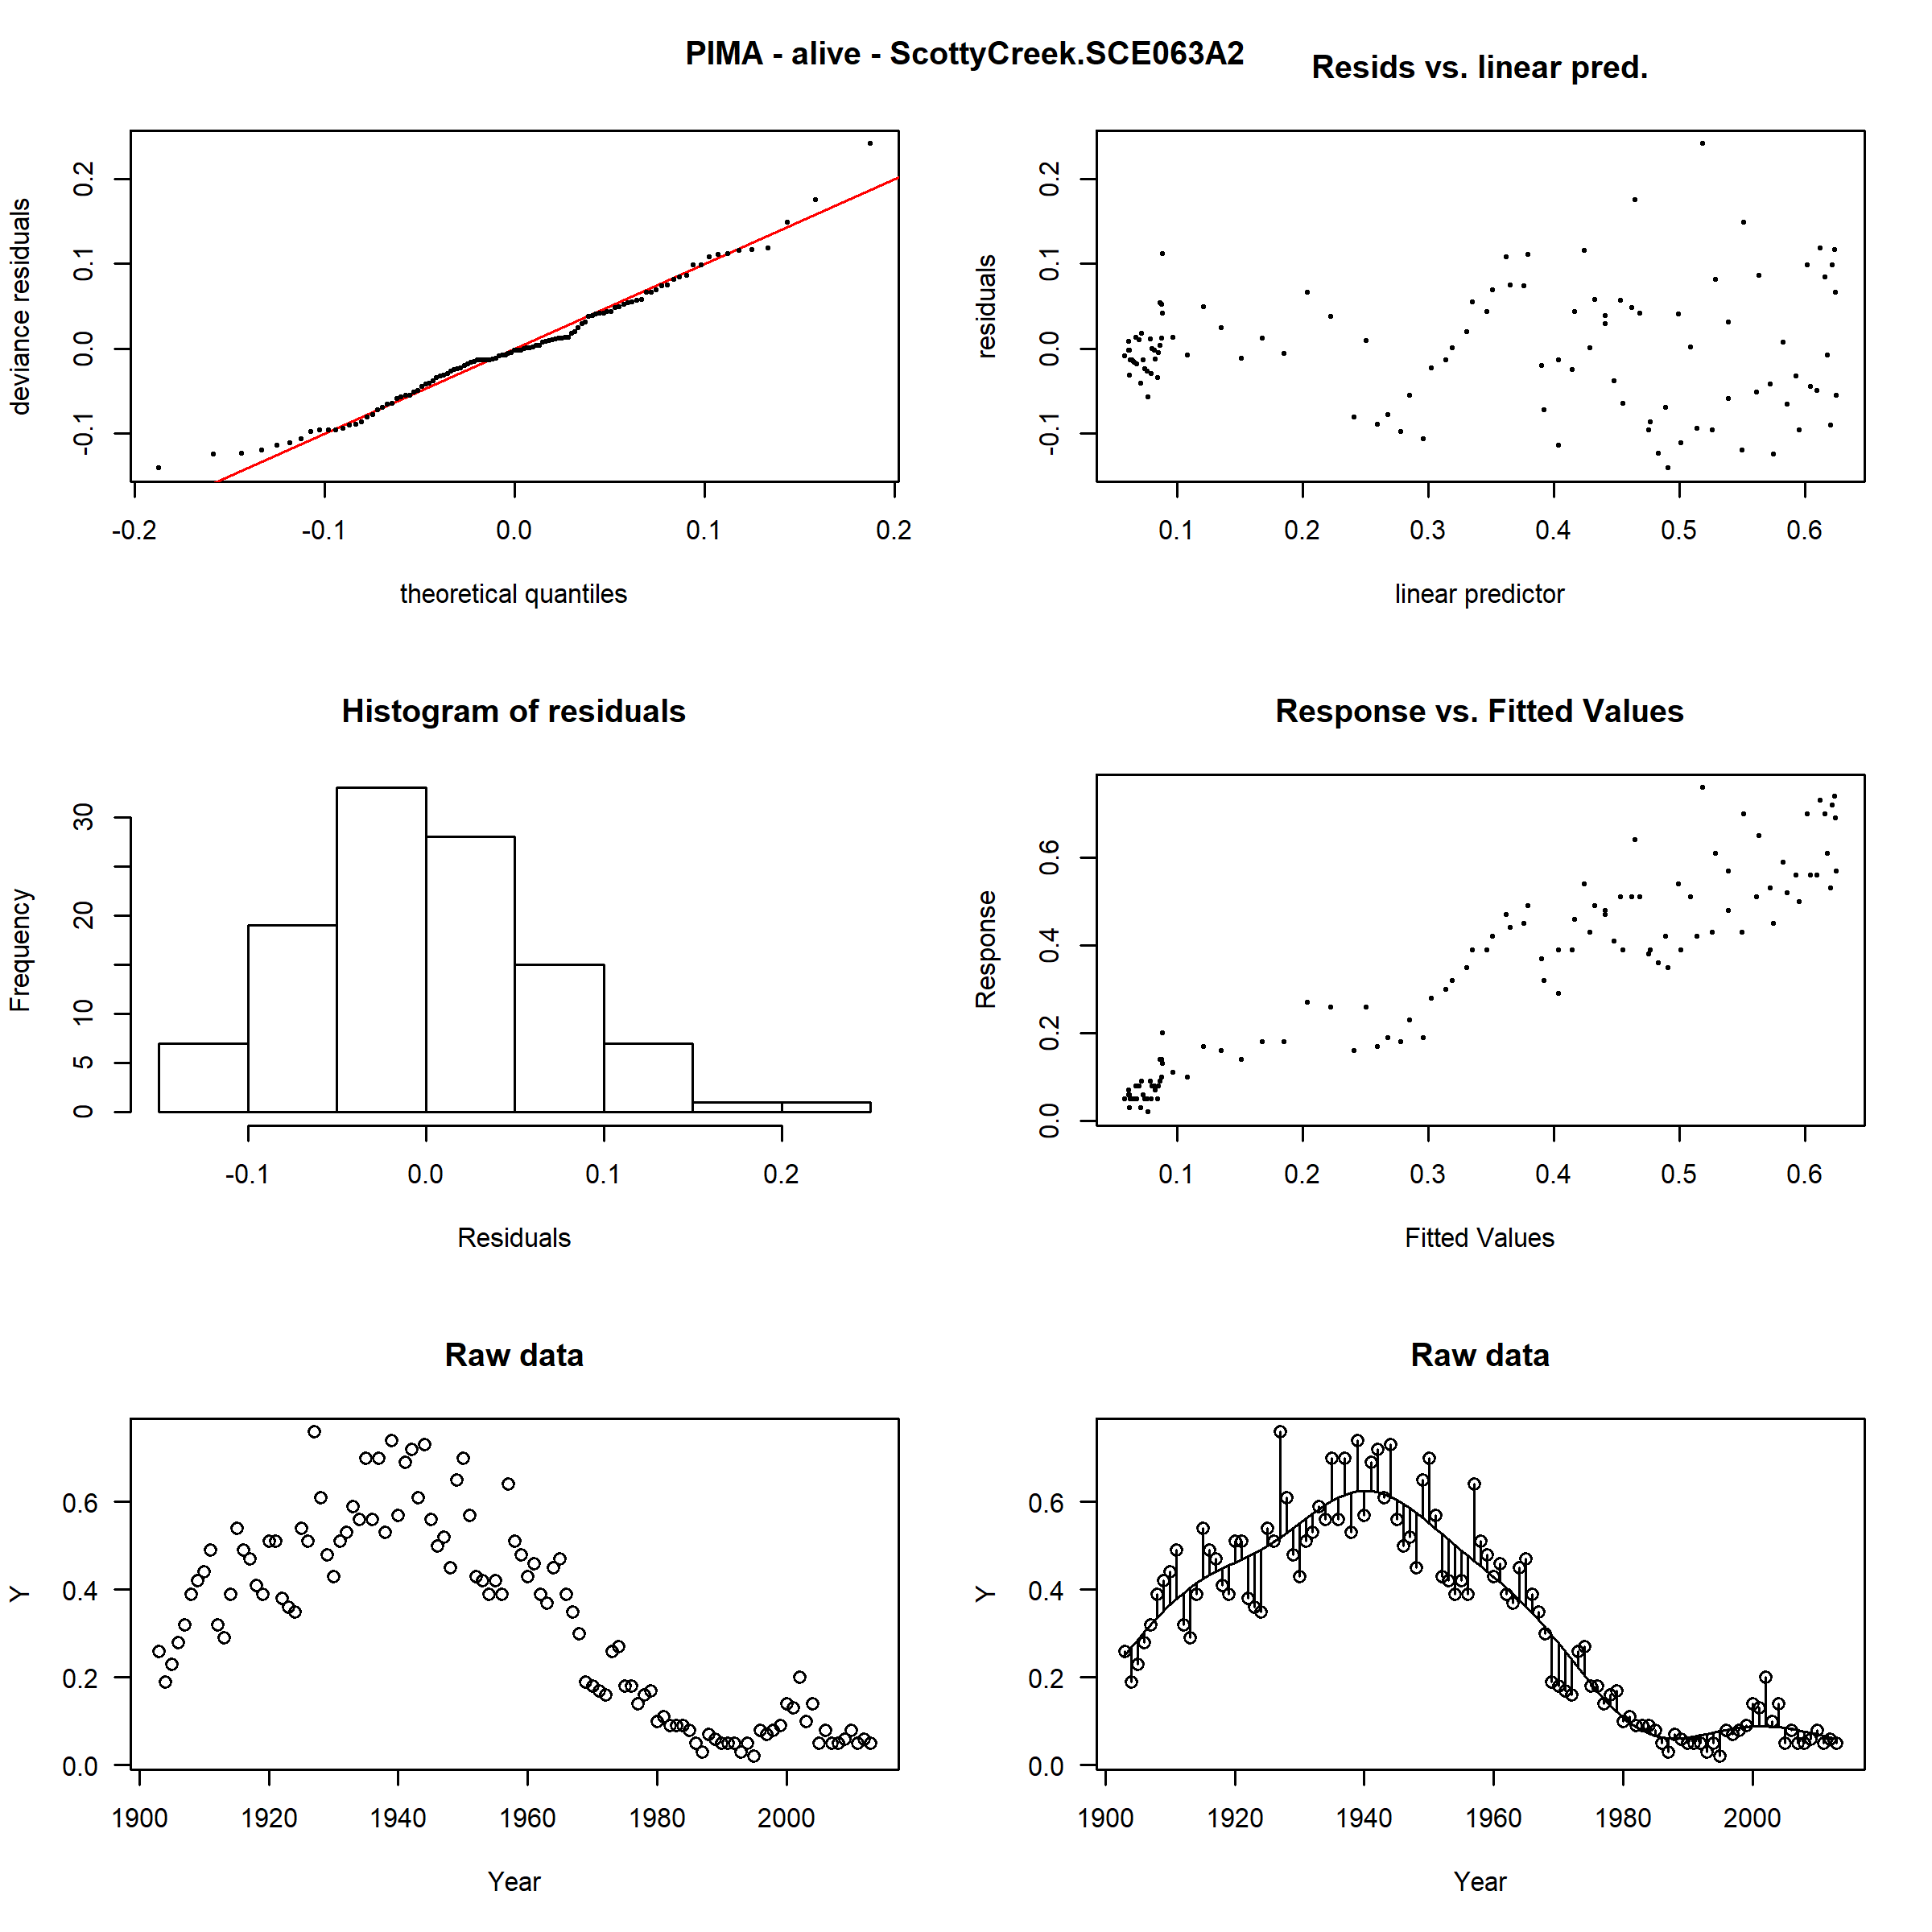 PIMA - alive - ScottyCreek.SCE063A2
Resids vs. linear pred.
deviance residuals
0.2
0.1
0.0
-0.1
-0.2 -0.1 0.0 0.1 0.2
theoretical quantiles
residuals
0.2
0.1
0.0
-0.1
0.1 0.2 0.3 0.4 0.5 0.6
linear predictor
Histogram of residuals
Frequency
30
20
10
5
0
-0.1 0.0 0.1 0.2
Residuals
Response vs. Fitted Values
Response
0.6
0.4
0.2
0.0
0.1 0.2 0.3 0.4 0.5 0.6
Fitted Values
Raw data
Y
0.6
0.4
0.2
0.0
1900 1920 1940 1960 1980 2000
Year
Raw data
Y
0.6
0.4
0.2
0.0
1900 1920 1940 1960 1980 2000
Year